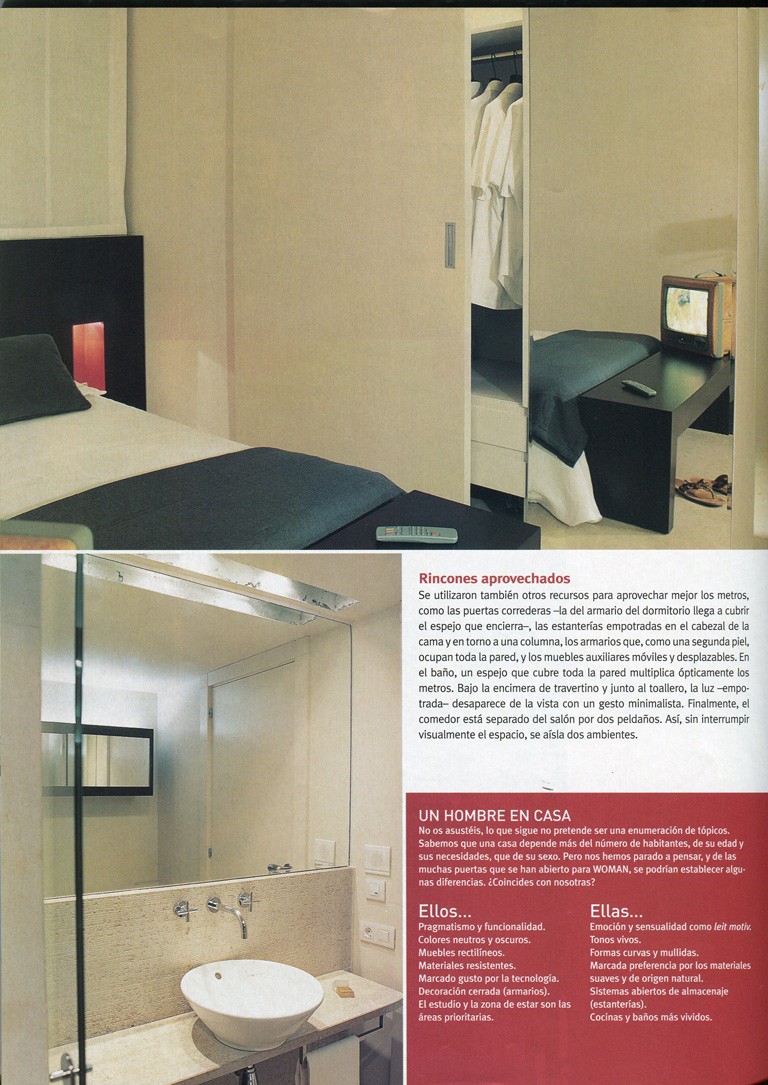 Rincones aprovechados
Se utilizaron también otros recursos para aprovechar mejor los metros,
como las puertas correderas –la del armario del dormitorio llega a cubrir
el espejo que encierra–, las estanterías empotradas en el cabezal de la
cama y en torno a una columna, los armarios que, como una segunda piel,
ocupan toda la pared, y los muebles auxiliares móviles y desplazables. En
el baño, un espejo que cubre toda la pared multiplica ópticamente los
metros. Bajo la encimera de travertino y junto al toallero, la luz –empo-
trada– desaparece de la vista con un gesto minimalista. Finalmente, el
comedor está separado del salón por dos peldaños. Así, sin interrumpir
visualmente el espacio, se aísla dos ambientes.
UN HOMBRE EN CASA
No os asustéis, lo que sigue no pretende ser una enumeración de tópicos.
Sabemos que una casa depende más del número de habitantes, de su edad y
sus necesidades, que de su sexo. Pero nos hemos parado a pensar, y de las
muchas puertas que se han abierto para WOMAN, se podrían establecer algu-
nas diferencias. ¿Coincides con nosotras?
Ellos...
Pragmatismo y funcionalidad.
Colores neutros y oscuros.
Muebles rectilíneos.
Materiales resistentes.
Marcado gusto por la tecnología.
Decoración cerrada (armarios).
El estudio y la zona de estar son las
áreas prioritarias.
Ellas...
Emoción y sensualidad como leit motiv.
Tonos vivos.
Formas curvas y mullidas.
Marcada preferencia por los materiales
suaves y de origen natural.
Sistemas abiertos de almacenaje
(estanterías).
Cocinas y baños más vividos.